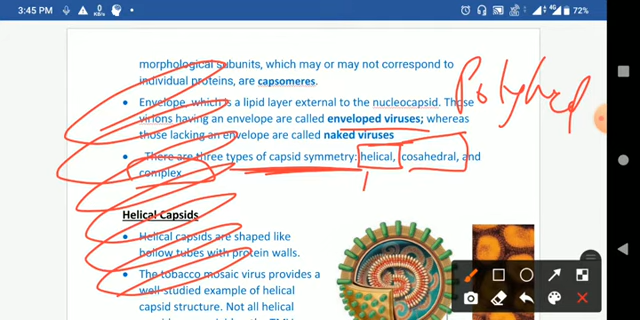 3:45 PM
0
KB/s
4G
72%
morphological subunits, which may or may not correspond to
individual proteins, are capsomeres.
Envelope, which is a lipid layer external to the nucleocapsid. Those
virions having an envelope are called enveloped viruses; whereas
those lacking an envelope are called naked viruses
There are three types of capsid symmetry: helical, cosahedral, and
complex
Helical Capsids
Helical capsids are shaped like
hollow tubes with protein walls.
The tobacco mosaic virus provides a
well-studied example of helical
capsid structure. Not all helical